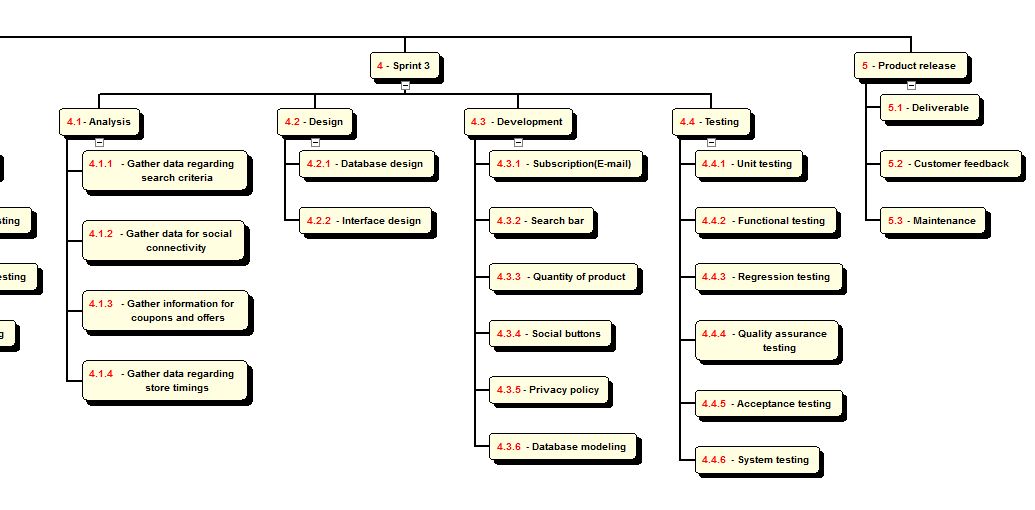 4 - Sprint 3
5 - Product release
4.1- Analysis
4.2 - Design
4.3 - Development
4.4 - Testing
5.1 - Deliverable
4.1.1 - Gather data regarding
search criteria
4.2.1 - Database design
4.3.1 - Subscription(E-mail)
4.4.1 - Unit testing
5.2 - Customer feedback
sting
4.1.2 - Gather data for social
connectivity
4.2.2 - Interface design
4.3.2 - Search bar
4.4.2 - Functional testing
5.3 - Maintenance
esting
4.1.3 - Gather information for
coupons and offers
4.3.3 - Quantity of product
4.4.3 - Regression testing
g
4.3.4 - Social buttons
4.4.4 - Quality assurance
testing
4.1.4 - Gather data regarding
store timings
4.3.5 - Privacy policy
4.4.5 - Acceptance testing
4.3.6 - Database modeling
4.4.6 - System testing